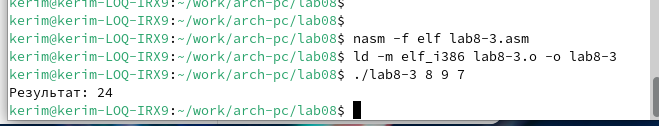 kerim@kerim-LOQ-IRX9:~/work/arch-pc/lab08$
kerim@kerim-LOQ-IRX9:~/work/arch-pc/lab08$
kerim@kerim-LOQ-IRX9:~/work/arch-pc/lab08$ nasm -f elf lab8-3.asm
kerim@kerim-LOQ-IRX9:~/work/arch-pc/lab08$ ld -m elf_i386 lab8-3.o -o lab8-3
kerim@kerim-LOQ-IRX9:~/work/arch-pc/lab08$ ./lab8-3 8 9 7
Результат: 24
kerim@kerim-LOQ-IRX9:~/work/arch-pc/lab08$